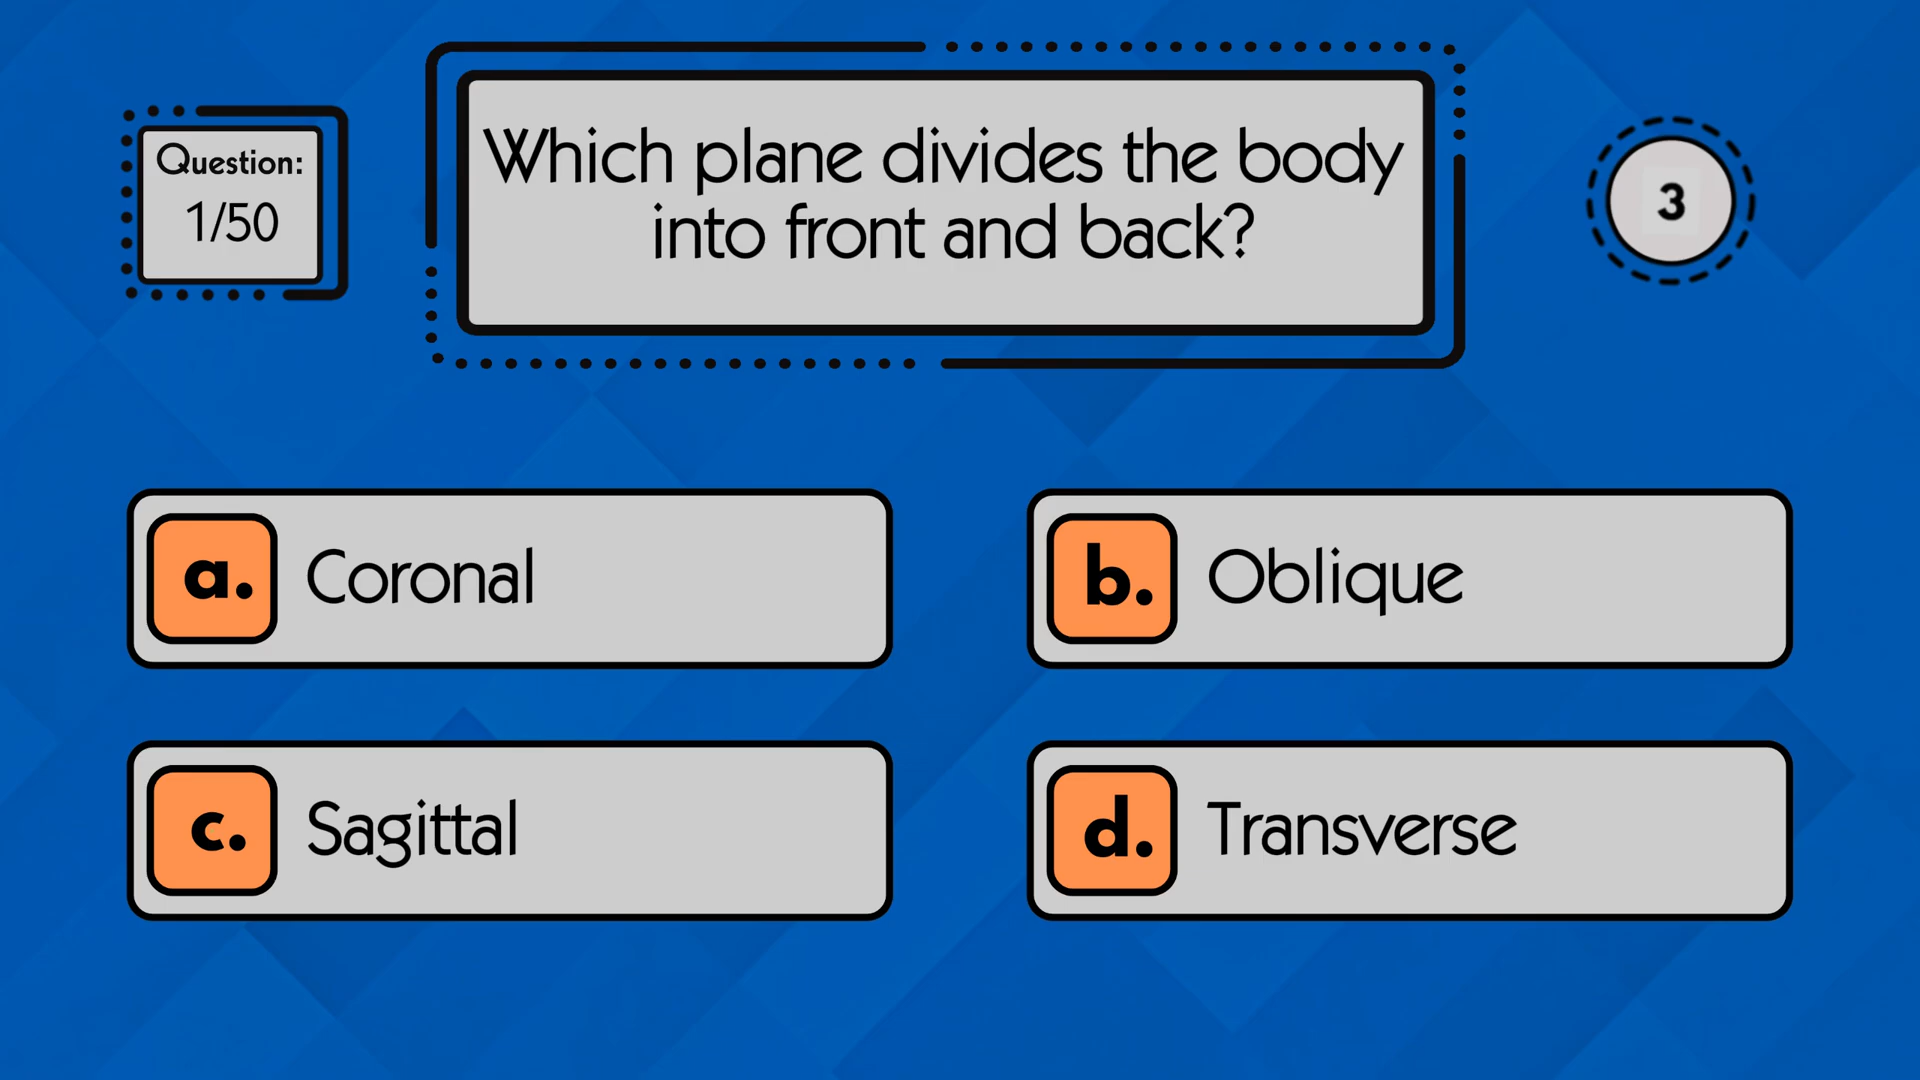 Question:
1/50
Which plane divides the body
into front and back?
3
a. Coronal
b. Oblique
c. Sagittal
d. Transverse